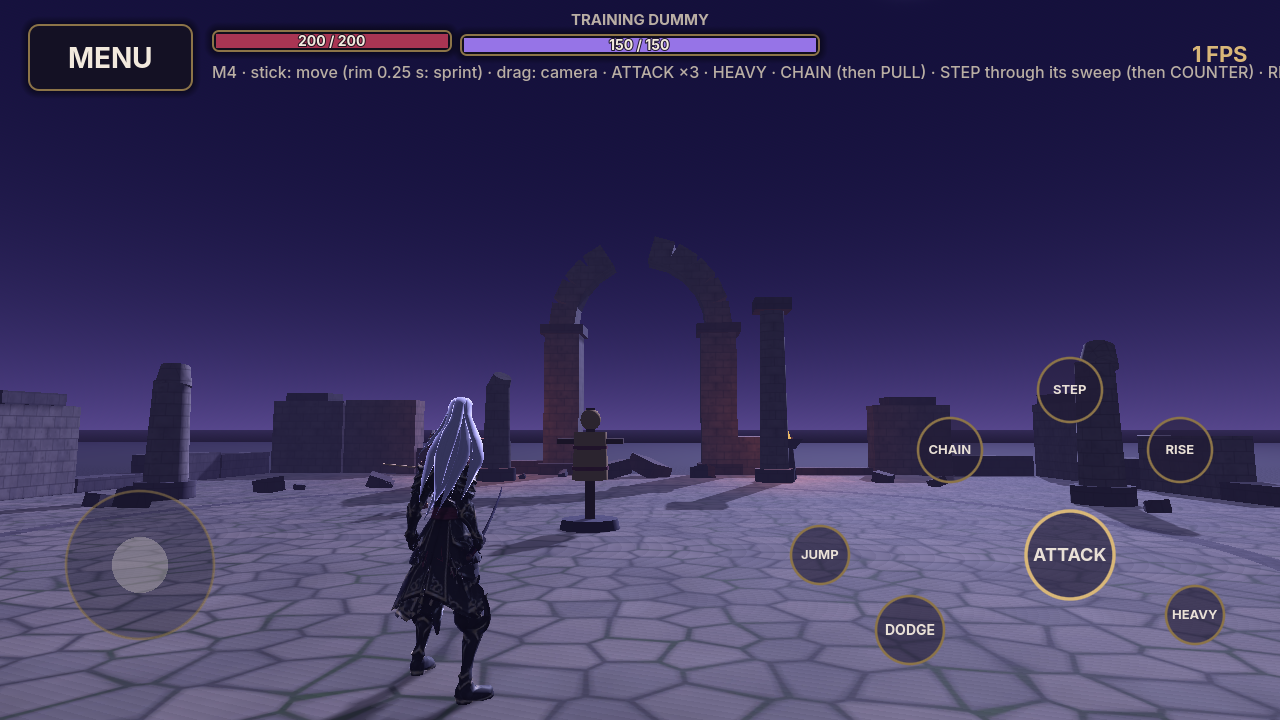 TRAINING DUMMY
MENU
200 / 200
150 / 150
1 FPS
M4 · stick: move (rim 0.25 s: sprint) · drag: camera · ATTACK ×3 · HEAVY · CHAIN (then PULL) · STEP through its sweep (then COUNTER) ·
STEP
CHAIN
RISE
JUMP
ATTACK
DODGE
HEAVY